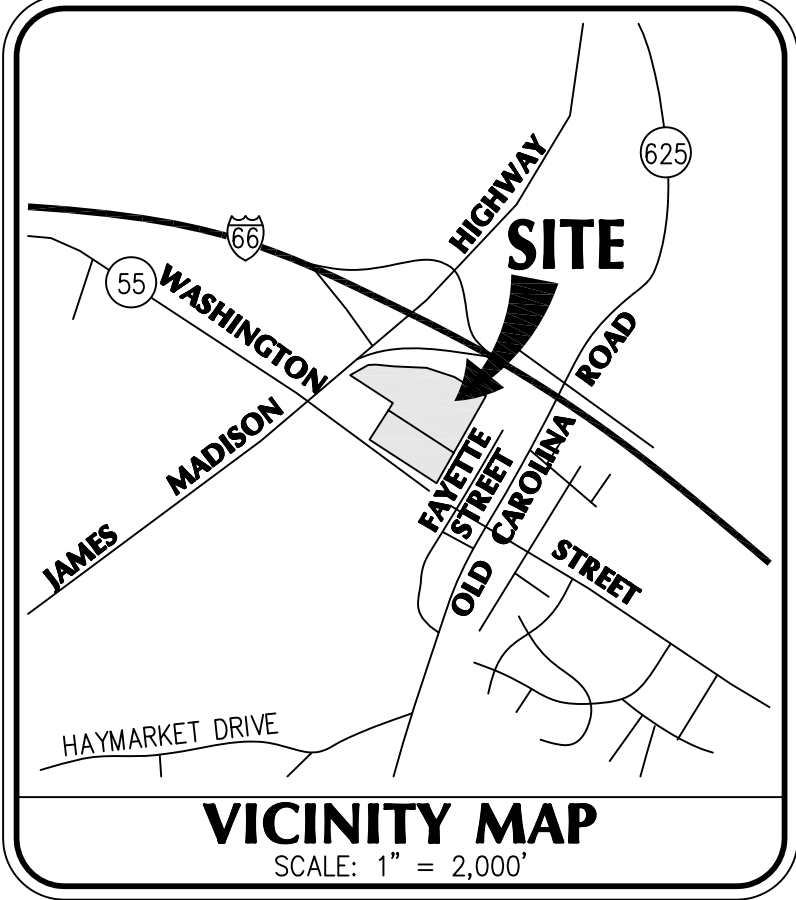 625
HIGHWAY
SITE
66
55
WASHINGTON
ROAD
JAMES MADISON
FAYETTE
STREET
OLD CAROLINA
STREET
HAYMARKET DRIVE
VICINITY MAP
SCALE: 1" = 2,000'